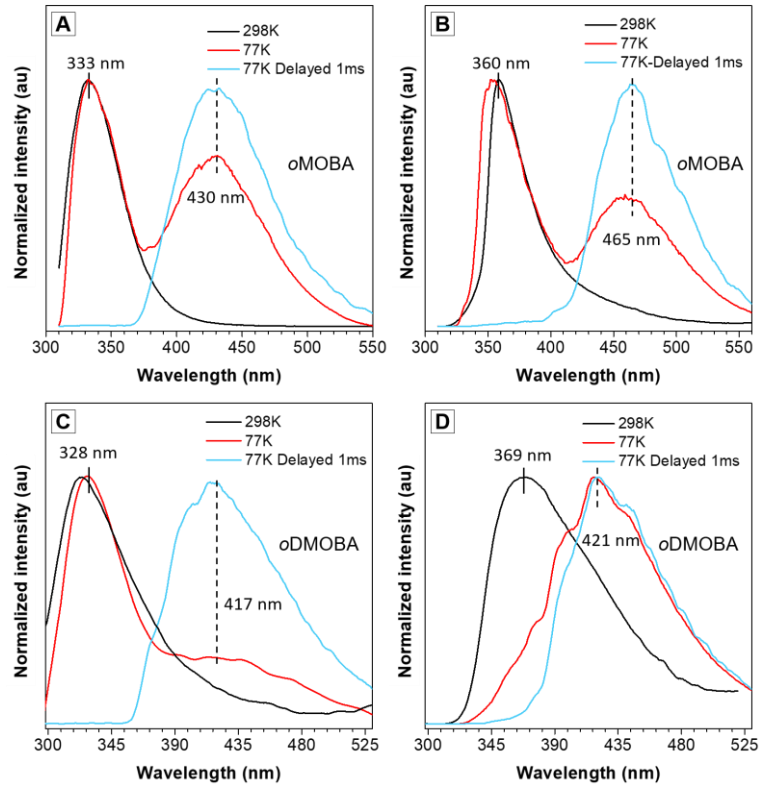 A
298K
77K
77K Delayed 1ms
333 nm
oMOBA
430 nm
Normalized intensity (au)
300 350 400 450 500 550
Wavelength (nm)
B
298K
77K
77K-Delayed 1ms
360 nm
oMOBA
465 nm
Normalized intensity (au)
300 350 400 450 500 550
Wavelength (nm)
C
298K
77K
77K Delayed 1ms
328 nm
oDMOBA
417 nm
Normalized intensity (au)
300 345 390 435 480 525
Wavelength (nm)
D
298K
77K
77K Delayed 1ms
369 nm
oDMOBA
421 nm
Normalized intensity (au)
300 345 390 435 480 525
Wavelength (nm)